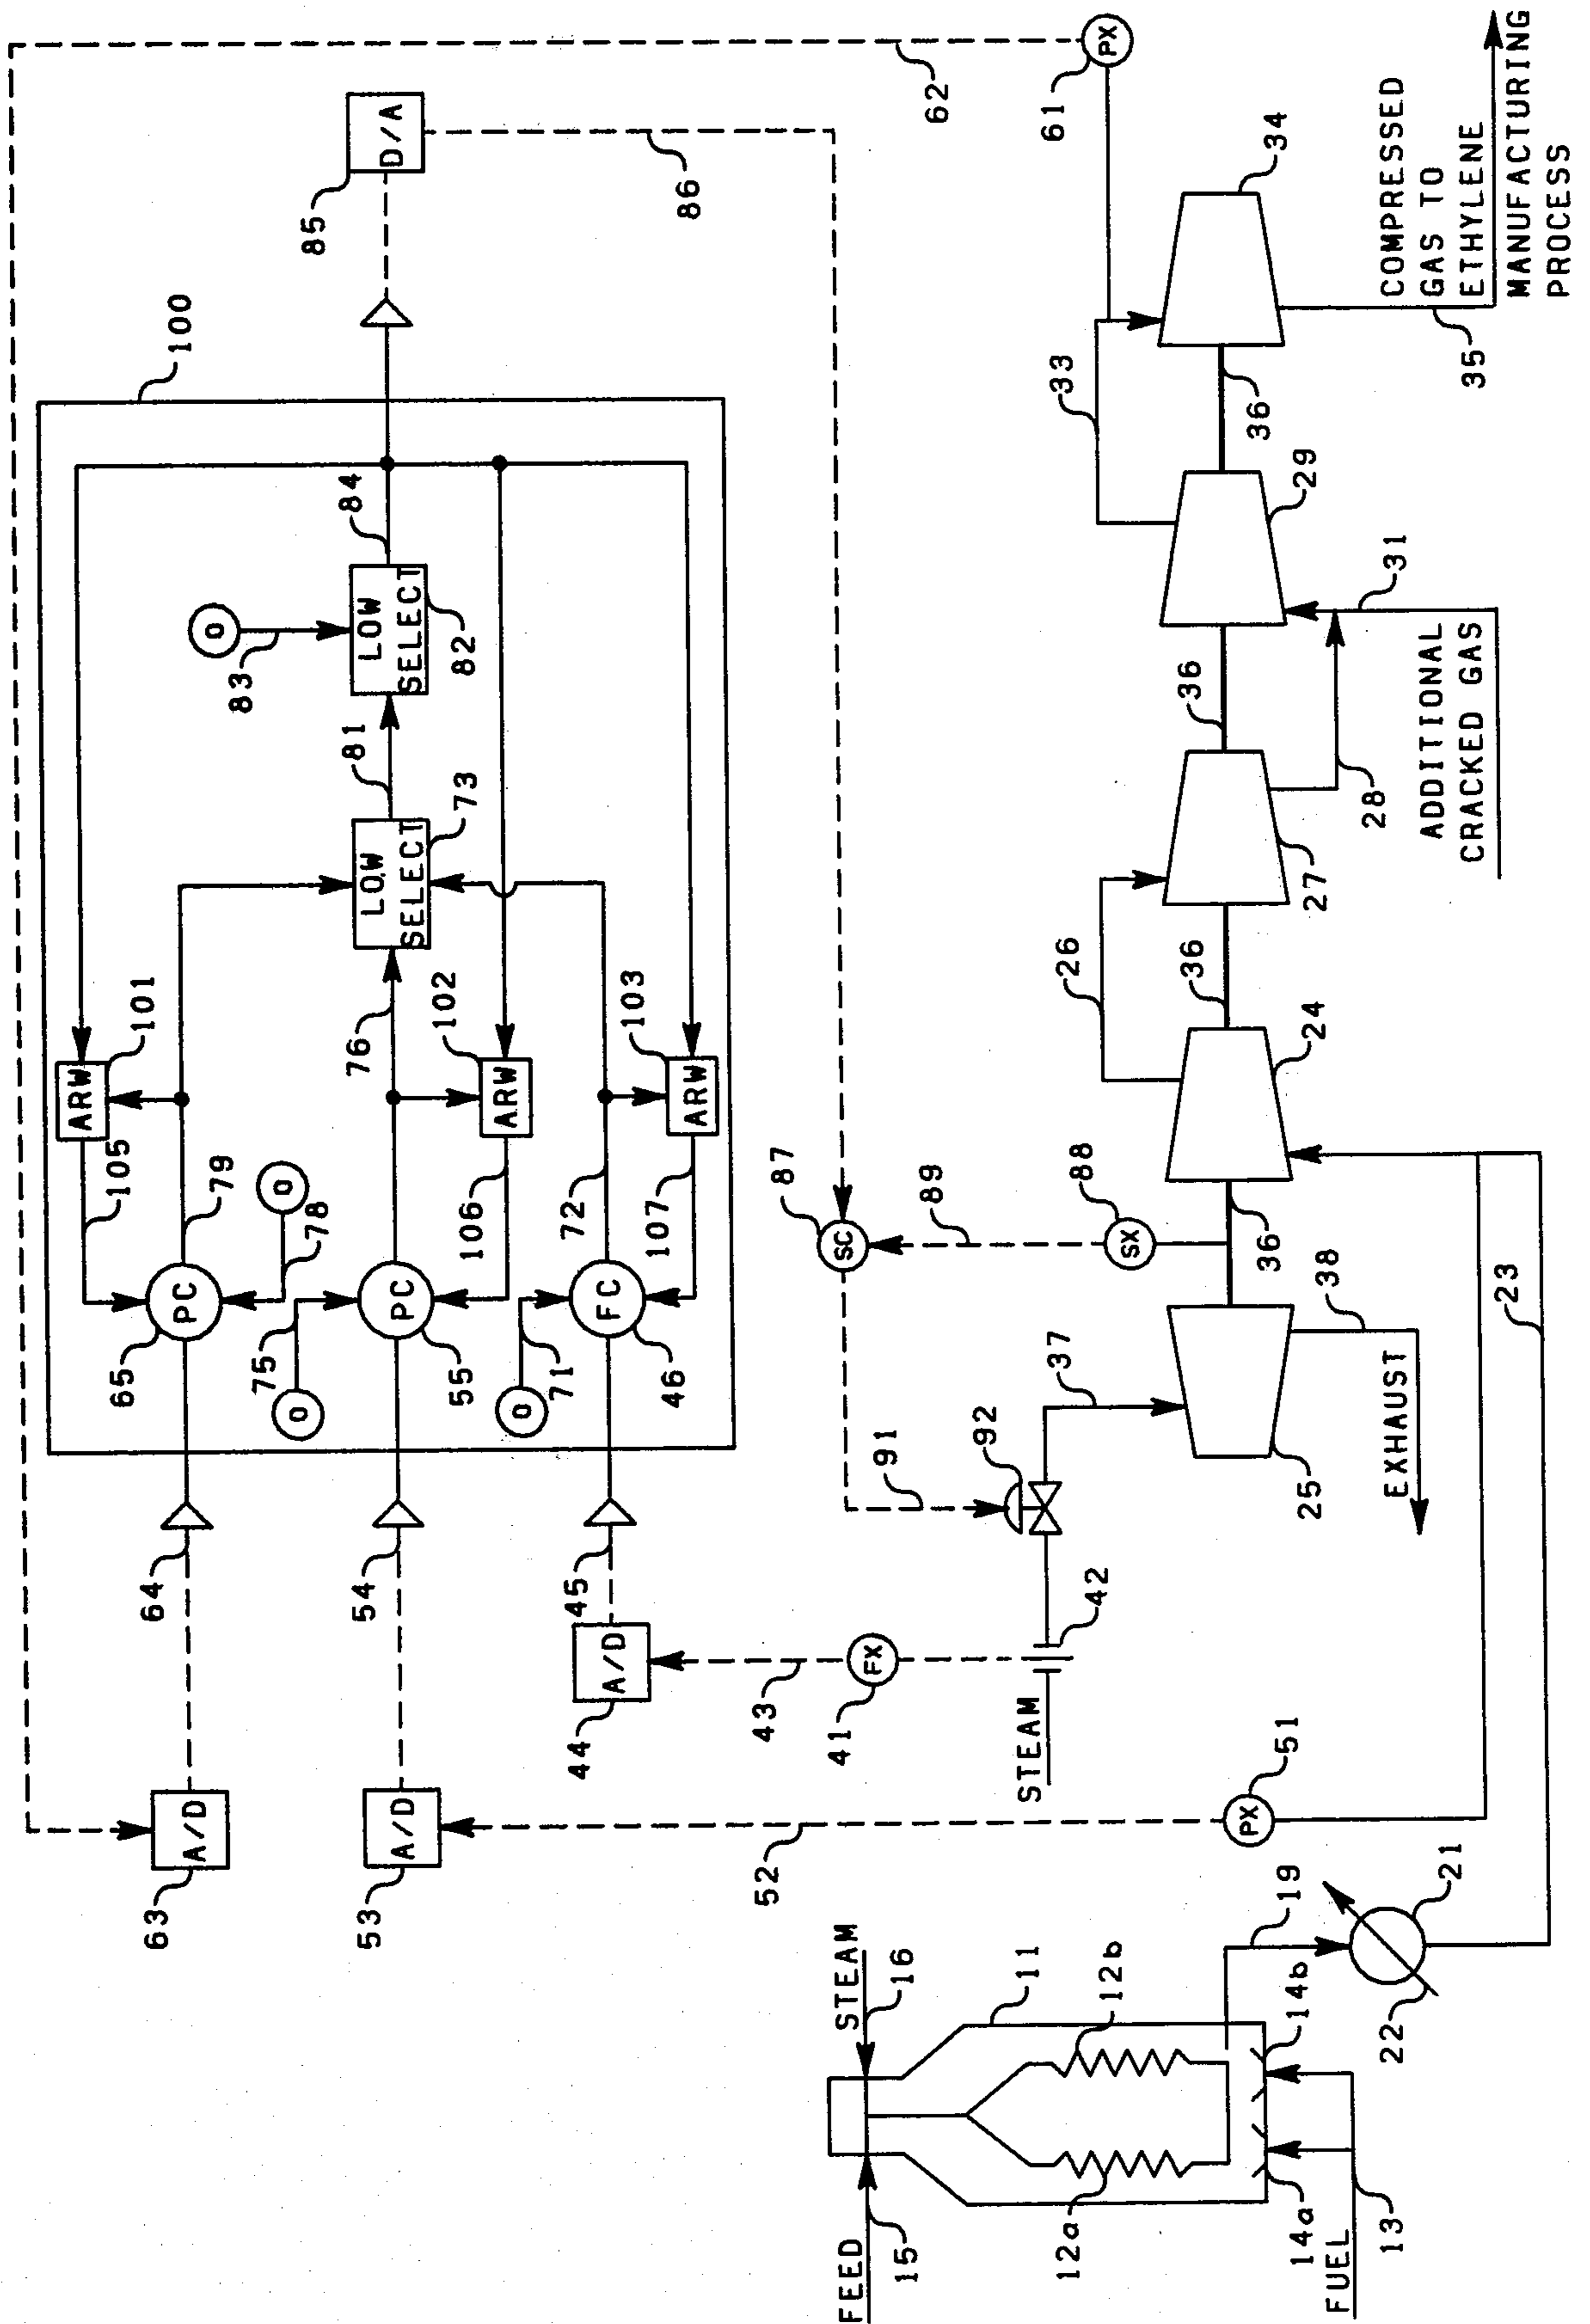 63
A/D
64
65
PC
105
ARW
101
79
78
O
100
53
A/D
54
75
O
55
PC
76
106
ARW
102
LOW
SELECT
73
81
83
O
LOW
SELECT
82
84
85
D/A
44
A/D
45
71
O
46
FC
72
107
ARW
103
43
41
FX
42
STEAM
52
PX
51
91
92
37
87
SC
89
SX
88
86
62
61
PX
25
EXHAUST
38
36
24
26
36
27
28
36
29
31
ADDITIONAL
CRACKED GAS
33
36
34
35
COMPRESSED
GAS TO
ETHYLENE
MANUFACTURING
PROCESS
23
FEED
15
STEAM
16
11
12a
12b
14a
14b
FUEL
13
19
21
22